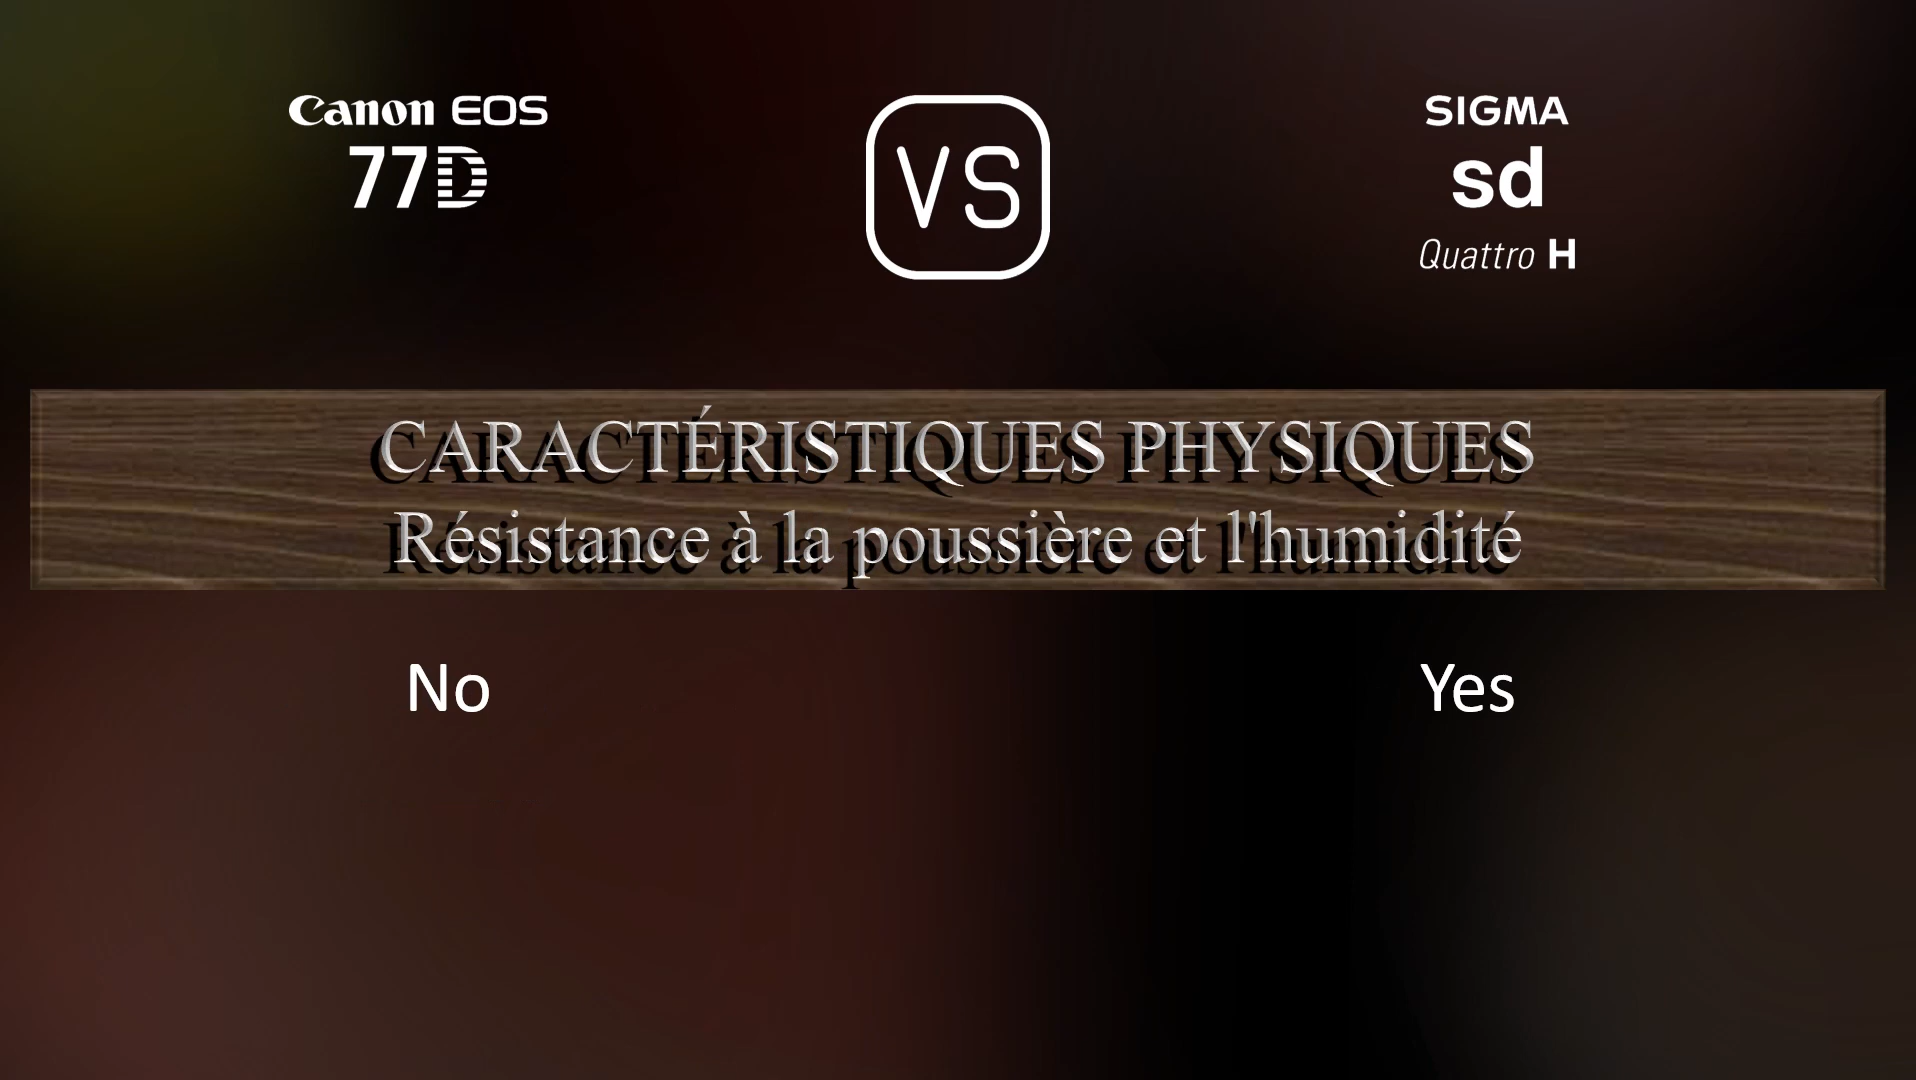 Canon EOS
77D
VS
SIGMA
sd
Quattro H
CARACTÉRISTIQUES PHYSIQUES
Résistance à la poussière et l'humidité
No
Yes